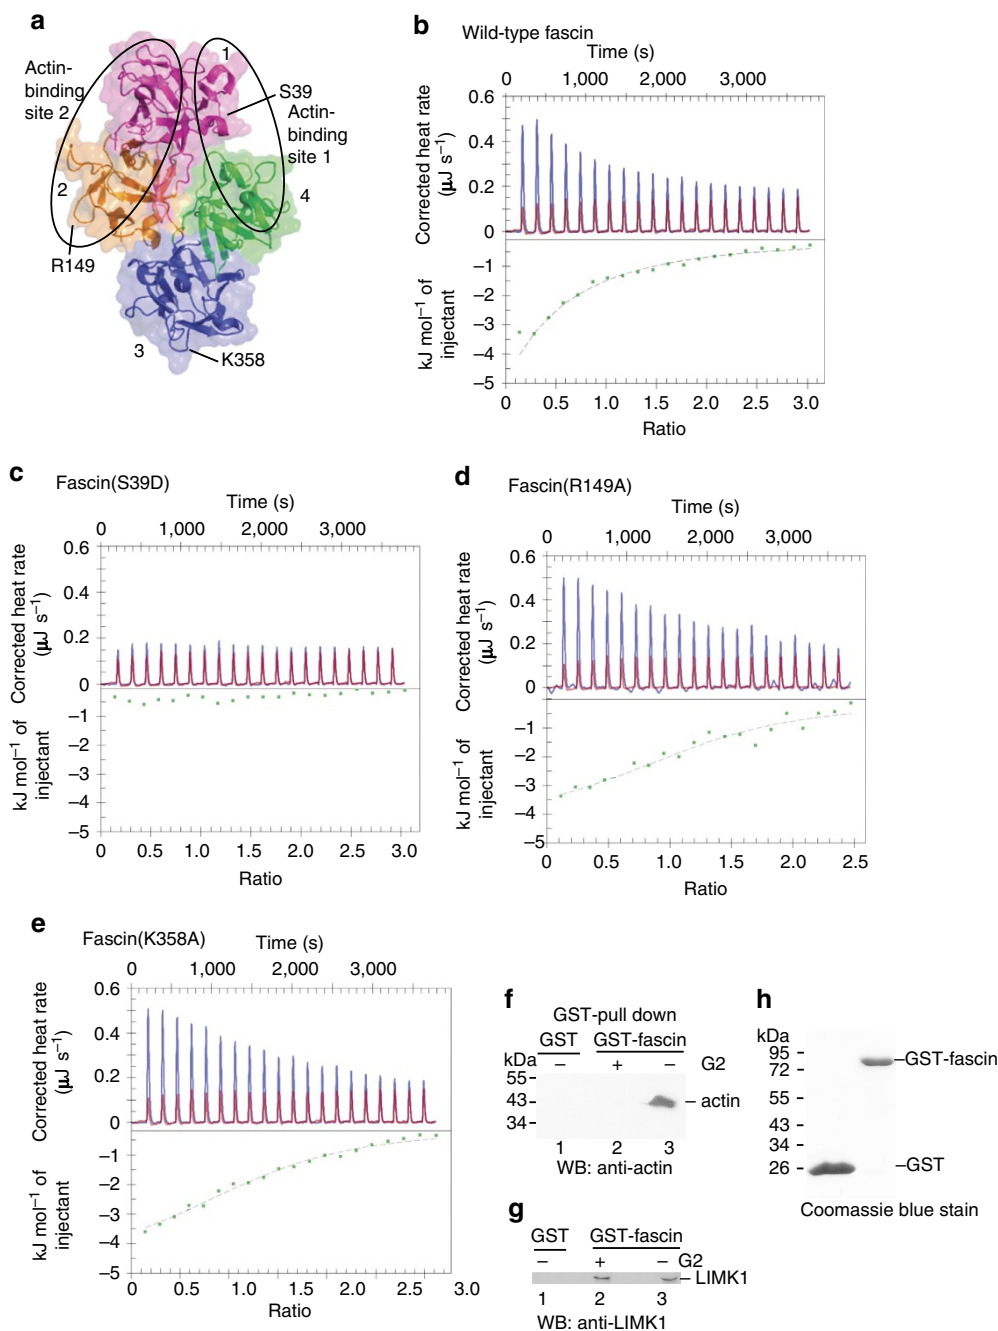 a
Actin-
binding
site 2
1
S39
Actin-
binding
site 1
2
4
R149
3
K358
b
Wild-type fascin
Time (s)
0 1,000 2,000 3,000
Corrected heat rate
(µJ s−1)
0.6
0.4
0.2
0
kJ mol−1 of
injectant
−1
−2
−3
−4
−5
0 0.5 1.0 1.5 2.0 2.5 3.0
Ratio
c
Fascin(S39D)
Time (s)
0 1,000 2,000 3,000
Corrected heat rate
(µJ s−1)
0.6
0.4
0.2
0
kJ mol−1 of
injectant
−1
−2
−3
−4
−5
0 0.5 1.0 1.5 2.0 2.5 3.0
Ratio
d
Fascin(R149A)
Time (s)
0 1,000 2,000 3,000
Corrected heat rate
(µJ s−1)
0.6
0.4
0.2
0
kJ mol−1 of
injectant
−1
−2
−3
−4
−5
0 0.5 1.0 1.5 2.0 2.5
Ratio
e
Fascin(K358A)
Time (s)
0 1,000 2,000 3,000
Corrected heat rate
(µJ s−1)
0.6
0.4
0.2
0
kJ mol−1 of
injectant
−1
−2
−3
−4
−5
0 0.5 1.0 1.5 2.0 2.5 3.0
Ratio
f
GST-pull down
GST GST-fascin
kDa − + − G2
55
43
34
actin
1 2 3
WB: anti-actin
g
GST GST-fascin
− + − G2
LIMK1
1 2 3
WB: anti-LIMK1
h
kDa
95
72
55
43
34
26
GST-fascin
GST
Coomassie blue stain